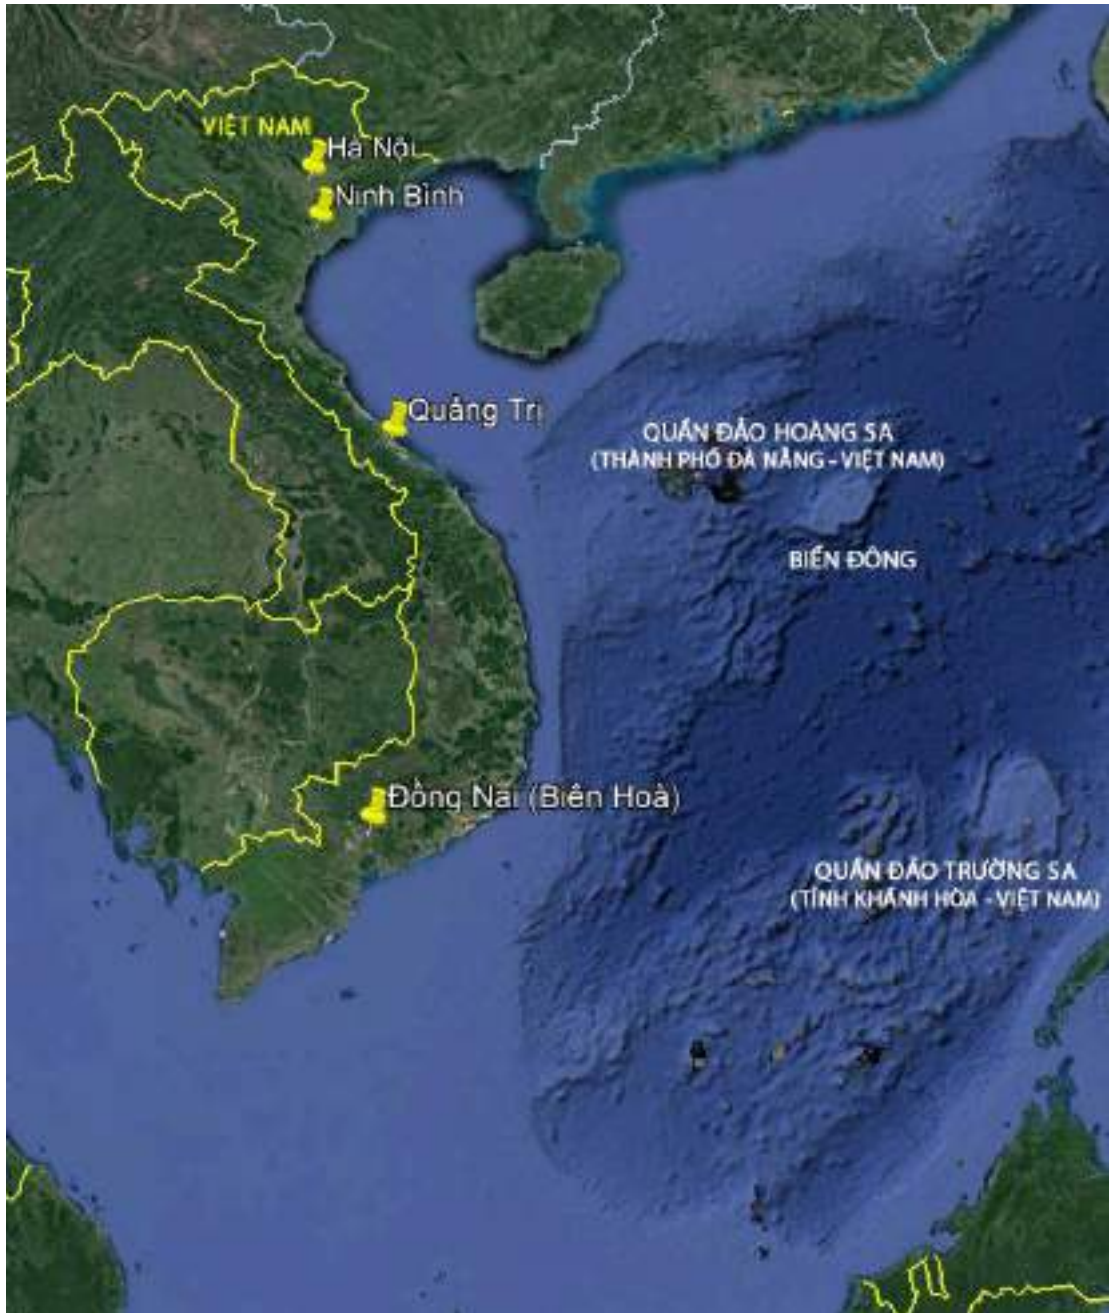 VIỆT NAM
Hà Nội
Ninh Bình
Quảng Trị
QUẦN ĐẢO HOÀNG SA
(THÀNH PHỐ ĐÀ NẴNG - VIỆT NAM)
BIỂN ĐÔNG
Đồng Nai (Biên Hoà)
QUẦN ĐẢO TRƯỜNG SA
(TỈNH KHÁNH HÒA - VIỆT NAM)